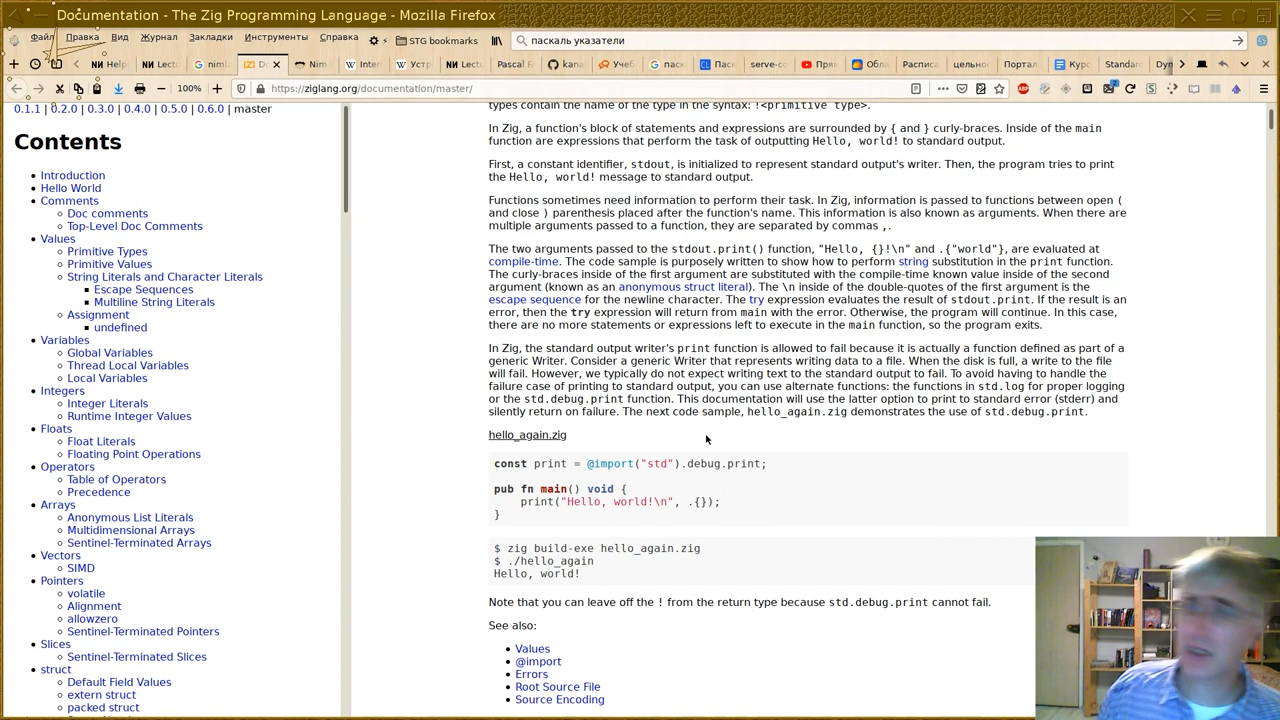 Documentation - The Zig Programming Language - Mozilla Firefox
Файл Правка Вид Журнал Закладки Инструменты Справка STG bookmarks паскаль указатели
Help Lectu nimla Do Nim Inter Устр Lectu Pascal F kana Учеб пасн Пасн serve-co Прям Обла Расписа цельно Портал Курс Standar Dyn
100% https://ziglang.org/documentation/master/
0.1.1 | 0.2.0 | 0.3.0 | 0.4.0 | 0.5.0 | 0.6.0 | master
Contents
Introduction
Hello World
Comments
Doc comments
Top-Level Doc Comments
Values
Primitive Types
Primitive Values
String Literals and Character Literals
Escape Sequences
Multiline String Literals
Assignment
undefined
Variables
Global Variables
Thread Local Variables
Local Variables
Integers
Integer Literals
Runtime Integer Values
Floats
Float Literals
Floating Point Operations
Operators
Table of Operators
Precedence
Arrays
Anonymous List Literals
Multidimensional Arrays
Sentinel-Terminated Arrays
Vectors
SIMD
Pointers
volatile
Alignment
allowzero
Sentinel-Terminated Pointers
Slices
Sentinel-Terminated Slices
struct
Default Field Values
extern struct
packed struct
types contain the name of the type in the syntax: !<primitive type>.
In Zig, a function's block of statements and expressions are surrounded by { and } curly-braces. Inside of the main
function are expressions that perform the task of outputting Hello, world! to standard output.
First, a constant identifier, stdout, is initialized to represent standard output's writer. Then, the program tries to print
the Hello, world! message to standard output.
Functions sometimes need information to perform their task. In Zig, information is passed to functions between open (
and close ) parenthesis placed after the function's name. This information is also known as arguments. When there are
multiple arguments passed to a function, they are separated by commas ,.
The two arguments passed to the stdout.print() function, "Hello, {}!\n" and .{"world"}, are evaluated at
compile-time. The code sample is purposely written to show how to perform string substitution in the print function.
The curly-braces inside of the first argument are substituted with the compile-time known value inside of the second
argument (known as an anonymous struct literal). The \n inside of the double-quotes of the first argument is the
escape sequence for the newline character. The try expression evaluates the result of stdout.print. If the result is an
error, then the try expression will return from main with the error. Otherwise, the program will continue. In this case,
there are no more statements or expressions left to execute in the main function, so the program exits.
In Zig, the standard output writer's print function is allowed to fail because it is actually a function defined as part of a
generic Writer. Consider a generic Writer that represents writing data to a file. When the disk is full, a write to the file
will fail. However, we typically do not expect writing text to the standard output to fail. To avoid having to handle the
failure case of printing to standard output, you can use alternate functions: the functions in std.log for proper logging
or the std.debug.print function. This documentation will use the latter option to print to standard error (stderr) and
silently return on failure. The next code sample, hello_again.zig demonstrates the use of std.debug.print.
hello_again.zig
const print = @import("std").debug.print;
pub fn main() void {
print("Hello, world!\n", .{});
}
$ zig build-exe hello_again.zig
$ ./hello_again
Hello, world!
Note that you can leave off the ! from the return type because std.debug.print cannot fail.
See also:
Values
@import
Errors
Root Source File
Source Encoding